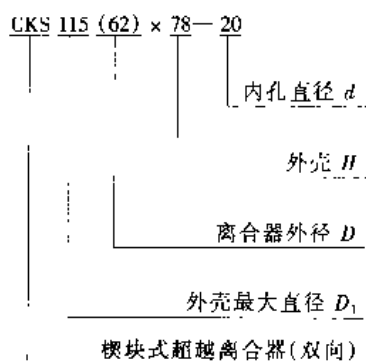 CKS 115 (62) × 78—20
内孔直径 d
外壳 H
离合器外径 D
外壳最大直径 D₁
楔块式超越离合器(双向)